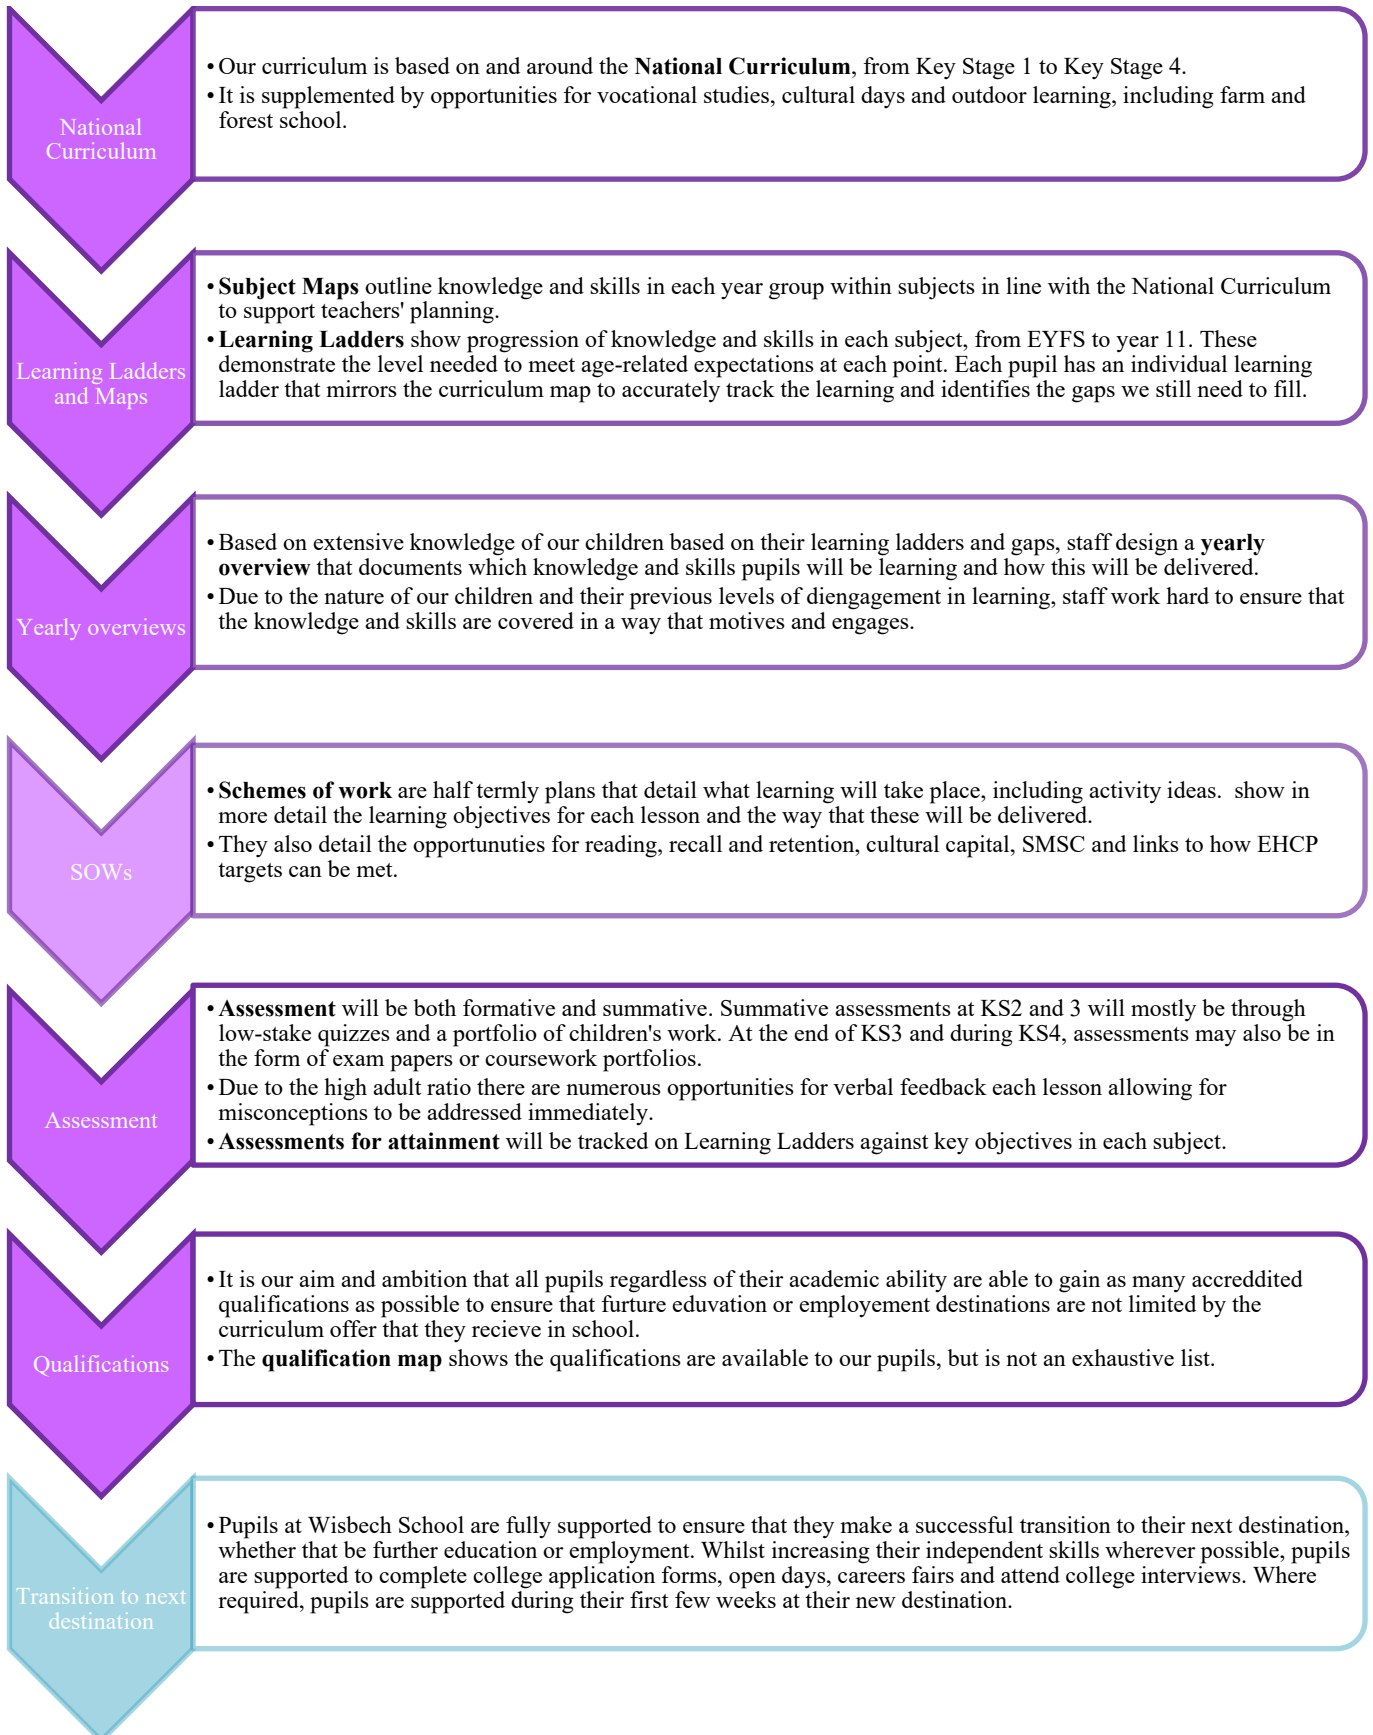 National
Curriculum
• Our curriculum is based on and around the National Curriculum, from Key Stage 1 to Key Stage 4.
• It is supplemented by opportunities for vocational studies, cultural days and outdoor learning, including farm and
forest school.
Learning Ladders
and Maps
• Subject Maps outline knowledge and skills in each year group within subjects in line with the National Curriculum
to support teachers' planning.
• Learning Ladders show progression of knowledge and skills in each subject, from EYFS to year 11. These
demonstrate the level needed to meet age-related expectations at each point. Each pupil has an individual learning
ladder that mirrors the curriculum map to accurately track the learning and identifies the gaps we still need to fill.
Yearly overviews
• Based on extensive knowledge of our children based on their learning ladders and gaps, staff design a yearly
overview that documents which knowledge and skills pupils will be learning and how this will be delivered.
• Due to the nature of our children and their previous levels of diengagement in learning, staff work hard to ensure that
the knowledge and skills are covered in a way that motives and engages.
SOWs
• Schemes of work are half termly plans that detail what learning will take place, including activity ideas.  show in
more detail the learning objectives for each lesson and the way that these will be delivered.
• They also detail the opportunuties for reading, recall and retention, cultural capital, SMSC and links to how EHCP
targets can be met.
Assessment
• Assessment will be both formative and summative. Summative assessments at KS2 and 3 will mostly be through
low-stake quizzes and a portfolio of children's work. At the end of KS3 and during KS4, assessments may also be in
the form of exam papers or coursework portfolios.
• Due to the high adult ratio there are numerous opportunities for verbal feedback each lesson allowing for
misconceptions to be addressed immediately.
• Assessments for attainment will be tracked on Learning Ladders against key objectives in each subject.
Qualifications
• It is our aim and ambition that all pupils regardless of their academic ability are able to gain as many accreddited
qualifications as possible to ensure that furture eduvation or employement destinations are not limited by the
curriculum offer that they recieve in school.
• The qualification map shows the qualifications are available to our pupils, but is not an exhaustive list.
Transition to next
destination
• Pupils at Wisbech School are fully supported to ensure that they make a successful transition to their next destination,
whether that be further education or employment. Whilst increasing their independent skills wherever possible, pupils
are supported to complete college application forms, open days, careers fairs and attend college interviews. Where
required, pupils are supported during their first few weeks at their new destination.